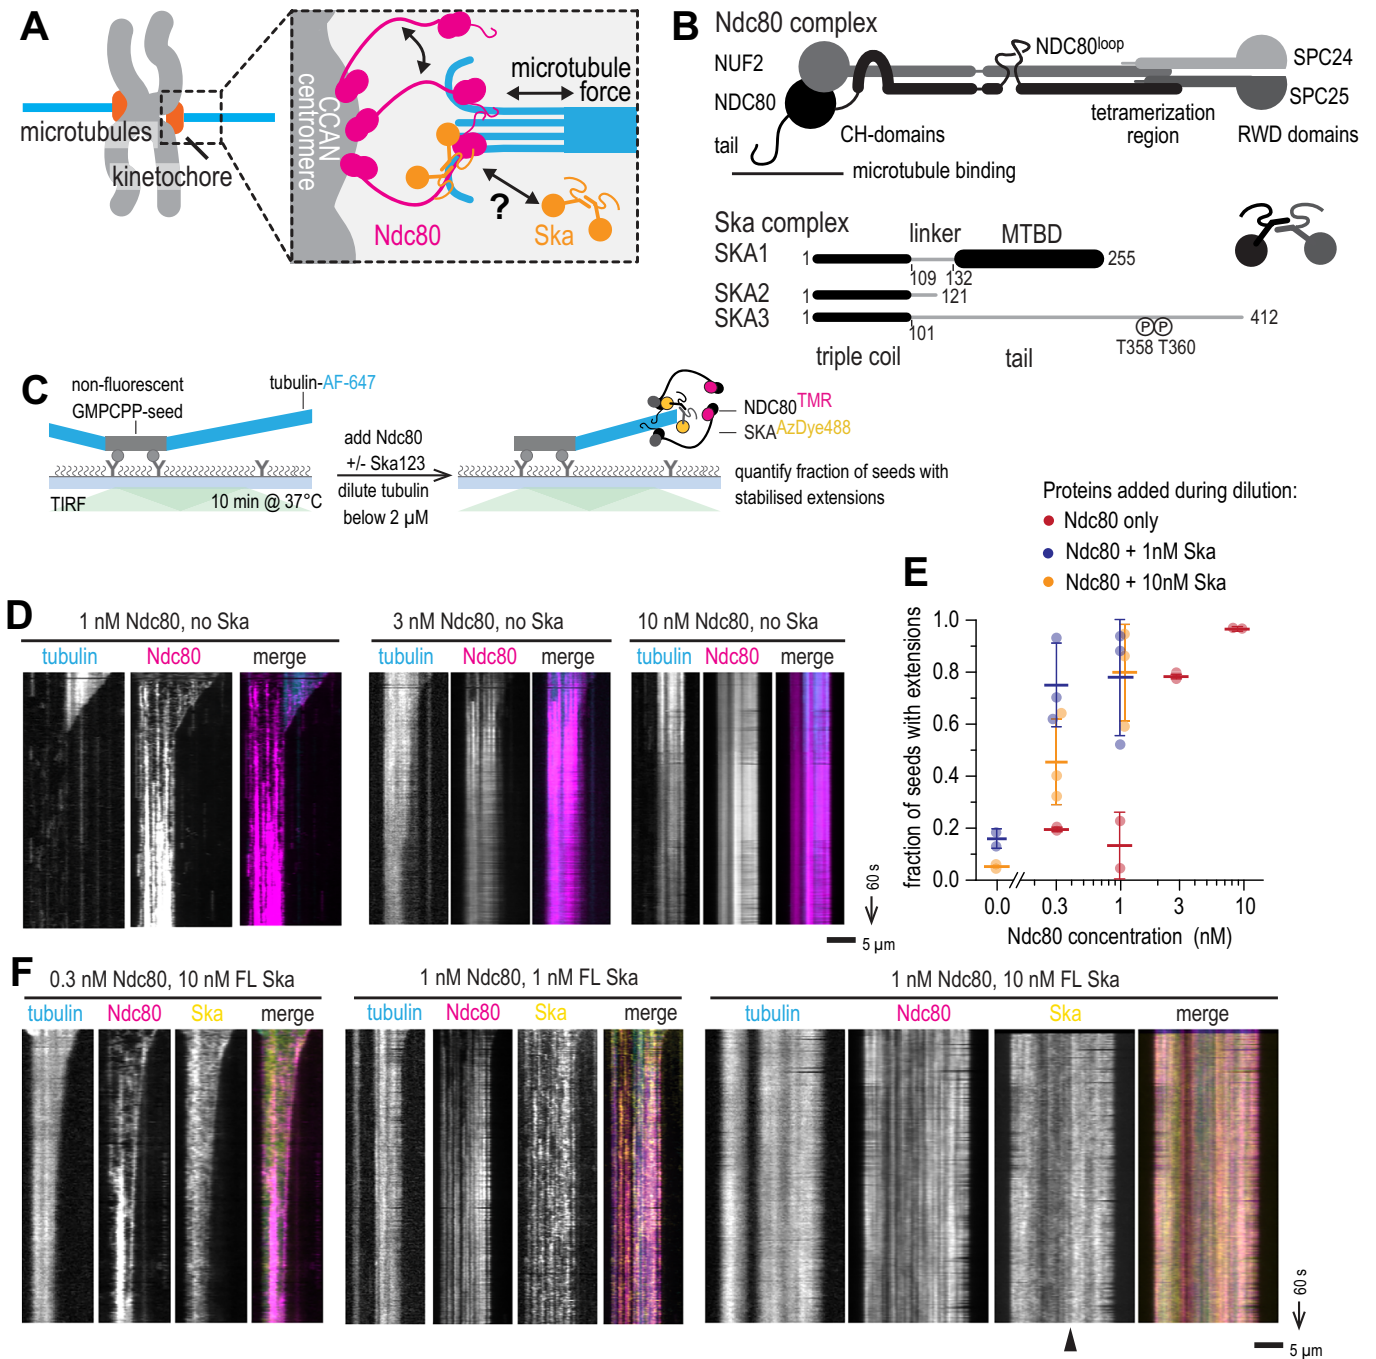 A
microtubules
kinetochore
CCAN
centromere
microtubule
force
Ndc80
?
Ska
B
Ndc80 complex
NUF2
NDC80
tail
CH-domains
microtubule binding
NDC80loop
tetramerization
region
SPC24
SPC25
RWD domains
Ska complex
linker
MTBD
SKA1 1 109 132 255
SKA2 1 121
SKA3 1 101 412
P P
T358 T360
triple coil
tail
C
non-fluorescent
GMPCPP-seed
tubulin-AF-647
TIRF
10 min @ 37°C
add Ndc80
+/- Ska123
dilute tubulin
below 2 µM
NDC80TMR
SKAAzDye488
quantify fraction of seeds with
stabilised extensions
D
1 nM Ndc80, no Ska
tubulin Ndc80 merge
3 nM Ndc80, no Ska
tubulin Ndc80 merge
10 nM Ndc80, no Ska
tubulin Ndc80 merge
60 s
5 µm
E
Proteins added during dilution:
Ndc80 only
Ndc80 + 1nM Ska
Ndc80 + 10nM Ska
fraction of seeds with extensions
1.0
0.8
0.6
0.4
0.2
0.0
0.0 0.3 1 3 10
Ndc80 concentration (nM)
F
0.3 nM Ndc80, 10 nM FL Ska
tubulin Ndc80 Ska merge
1 nM Ndc80, 1 nM FL Ska
tubulin Ndc80 Ska merge
1 nM Ndc80, 10 nM FL Ska
tubulin Ndc80 Ska merge
60 s
5 µm